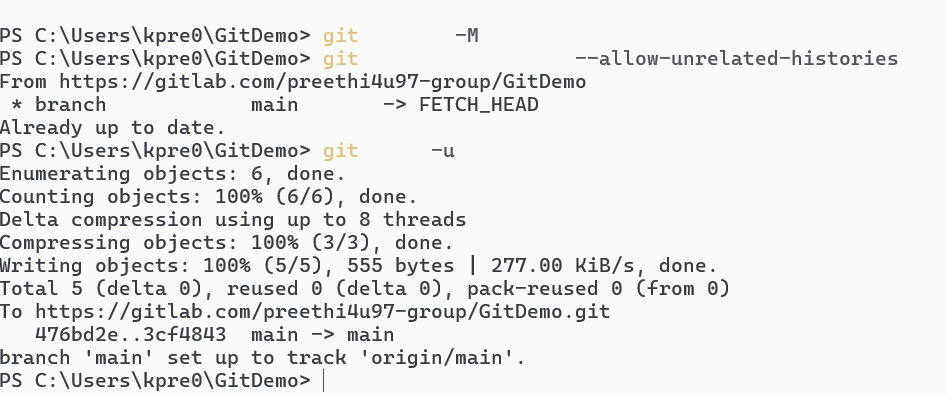 PS C:\Users\kpre0\GitDemo> git -M
PS C:\Users\kpre0\GitDemo> git --allow-unrelated-histories
From https://gitlab.com/preethi4u97-group/GitDemo
 * branch            main       -> FETCH_HEAD
Already up to date.
PS C:\Users\kpre0\GitDemo> git -u
Enumerating objects: 6, done.
Counting objects: 100% (6/6), done.
Delta compression using up to 8 threads
Compressing objects: 100% (3/3), done.
Writing objects: 100% (5/5), 555 bytes | 277.00 KiB/s, done.
Total 5 (delta 0), reused 0 (delta 0), pack-reused 0 (from 0)
To https://gitlab.com/preethi4u97-group/GitDemo.git
   476bd2e..3cf4843  main -> main
branch 'main' set up to track 'origin/main'.
PS C:\Users\kpre0\GitDemo>